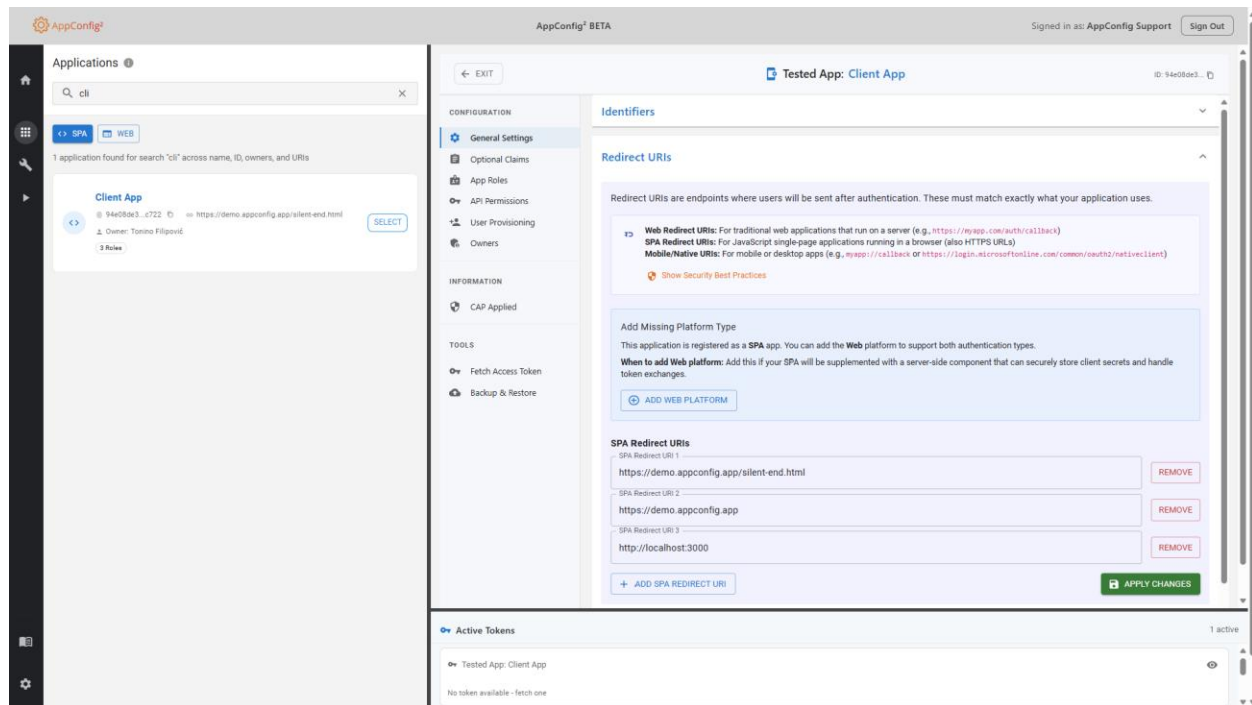 AppConfig²
AppConfig² BETA
Signed in as: AppConfig Support
Sign Out
Applications
cli
SPA
WEB
1 application found for search "cli" across name, ID, owners, and URIs
Client App
94e08de3...c722
https://demo.appconfig.app/silent-end.html
Owner: Tonino Filipović
3 Roles
SELECT
EXIT
Tested App: Client App
ID: 94e08de3...
CONFIGURATION
General Settings
Optional Claims
App Roles
API Permissions
User Provisioning
Owners
INFORMATION
CAP Applied
TOOLS
Fetch Access Token
Backup & Restore
Identifiers
Redirect URIs
Redirect URIs are endpoints where users will be sent after authentication. These must match exactly what your application uses.
Web Redirect URIs: For traditional web applications that run on a server (e.g., https://myapp.com/auth/callback)
SPA Redirect URIs: For JavaScript single-page applications running in a browser (also HTTPS URLs)
Mobile/Native URIs: For mobile or desktop apps (e.g., myapp://callback or https://login.microsoftonline.com/common/oauth2/nativeclient)
Show Security Best Practices
Add Missing Platform Type
This application is registered as a SPA app. You can add the Web platform to support both authentication types.
When to add Web platform: Add this if your SPA will be supplemented with a server-side component that can securely store client secrets and handle
token exchanges.
ADD WEB PLATFORM
SPA Redirect URIs
SPA Redirect URI 1
https://demo.appconfig.app/silent-end.html
REMOVE
SPA Redirect URI 2
https://demo.appconfig.app
REMOVE
SPA Redirect URI 3
http://localhost:3000
REMOVE
+ ADD SPA REDIRECT URI
APPLY CHANGES
Active Tokens
1 active
Tested App: Client App
No token available - fetch one